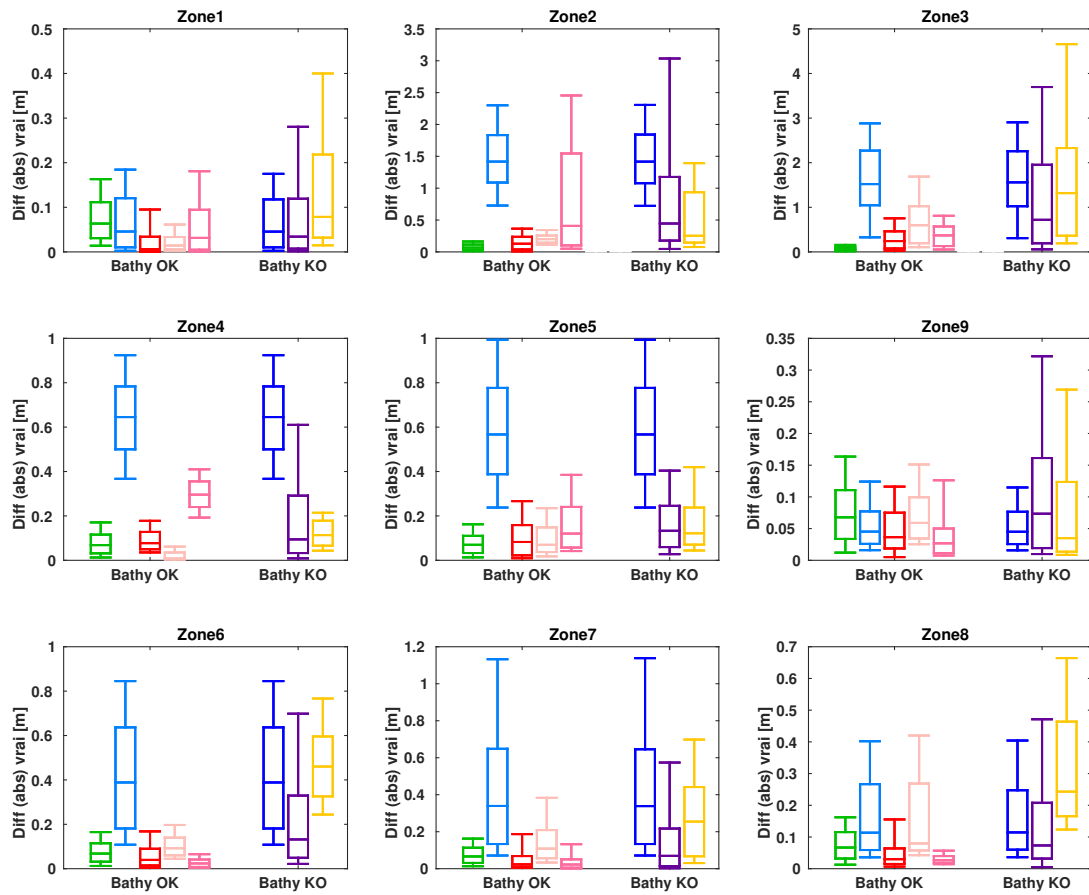 Zone1
Zone2
Zone3
Diff (abs) vrai [m]
0.5
0.4
0.3
0.2
0.1
0
Bathy OK
Bathy KO
Diff (abs) vrai [m]
3.5
3
2.5
2
1.5
1
0.5
0
Bathy OK
Bathy KO
Diff (abs) vrai [m]
5
4
3
2
1
0
Bathy OK
Bathy KO
Zone4
Zone5
Zone9
Diff (abs) vrai [m]
1
0.8
0.6
0.4
0.2
0
Bathy OK
Bathy KO
Diff (abs) vrai [m]
1
0.8
0.6
0.4
0.2
0
Bathy OK
Bathy KO
Diff (abs) vrai [m]
0.35
0.3
0.25
0.2
0.15
0.1
0.05
0
Bathy OK
Bathy KO
Zone6
Zone7
Zone8
Diff (abs) vrai [m]
1
0.8
0.6
0.4
0.2
0
Bathy OK
Bathy KO
Diff (abs) vrai [m]
1.2
1
0.8
0.6
0.4
0.2
0
Bathy OK
Bathy KO
Diff (abs) vrai [m]
0.7
0.6
0.5
0.4
0.3
0.2
0.1
0
Bathy OK
Bathy KO